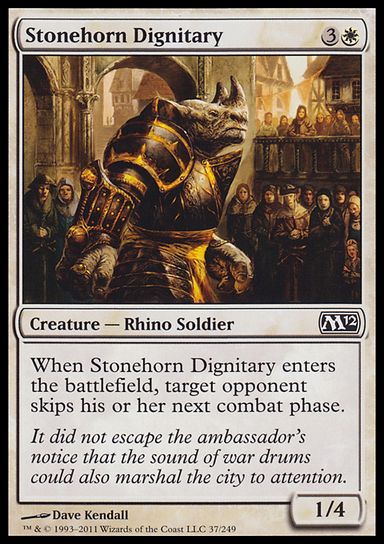 Stonehorn Dignitary 3
Creature — Rhino Soldier M12
When Stonehorn Dignitary enters
the battlefield, target opponent
skips his or her next combat phase.
It did not escape the ambassador's
notice that the sound of war drums
could also marshal the city to attention.
Dave Kendall
™ & © 1993–2011 Wizards of the Coast LLC 37/249
1/4